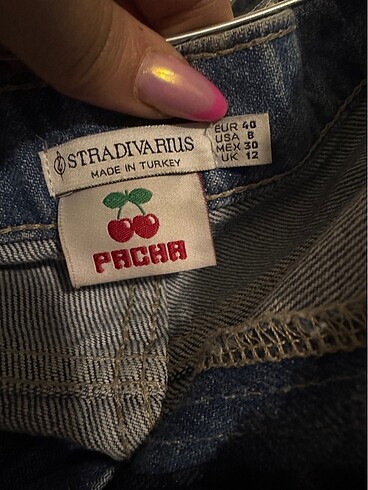 STRADIVARIUS
MADE IN TURKEY
EUR 40
USA 8
MEX 30
UK 12
PACHA